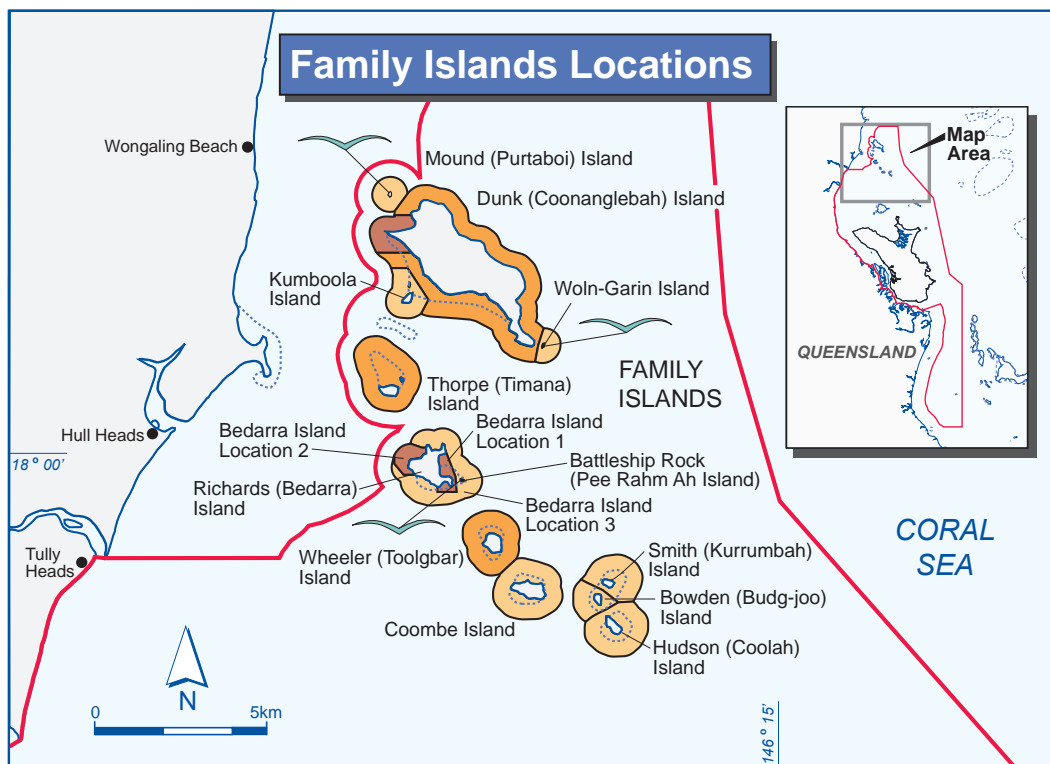 Family Islands Locations
Wongaling Beach
Mound (Purtaboi) Island
Dunk (Coonanglebah) Island
Map
Area
Kumboola
Island
Woln-Garin Island
QUEENSLAND
FAMILY
ISLANDS
Thorpe (Timana)
Island
Hull Heads
Bedarra Island
Location 2
Bedarra Island
Location 1
18° 00'
Richards (Bedarra)
Island
Battleship Rock
(Pee Rahm Ah Island)
Bedarra Island
Location 3
CORAL
SEA
Tully
Heads
Wheeler (Toolgbar)
Island
Smith (Kurrumbah)
Island
Bowden (Budg-joo)
Island
Coombe Island
Hudson (Coolah)
Island
N
0 5km
146° 15'